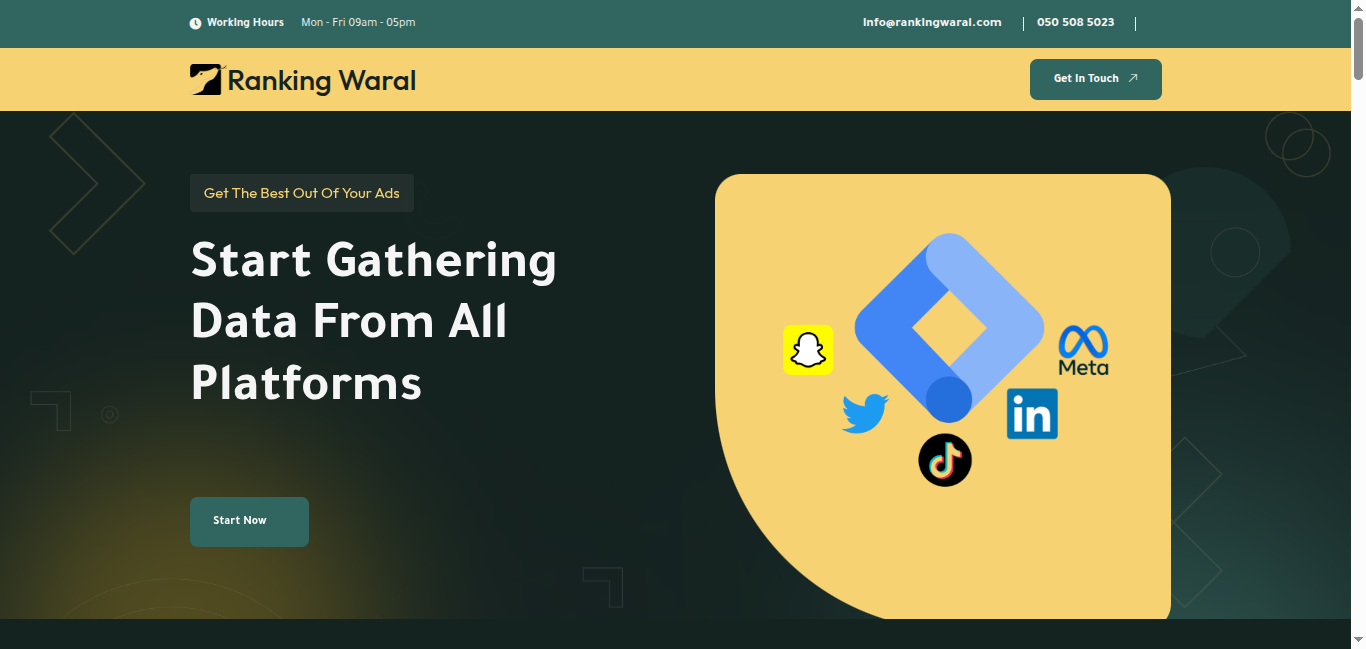 Working Hours Mon - Fri 09am - 05pm
info@rankingwaral.com 050 508 5023
Ranking Waral
Get In Touch
Get The Best Out Of Your Ads
Start Gathering
Data From All
Platforms
Start Now
Meta
in